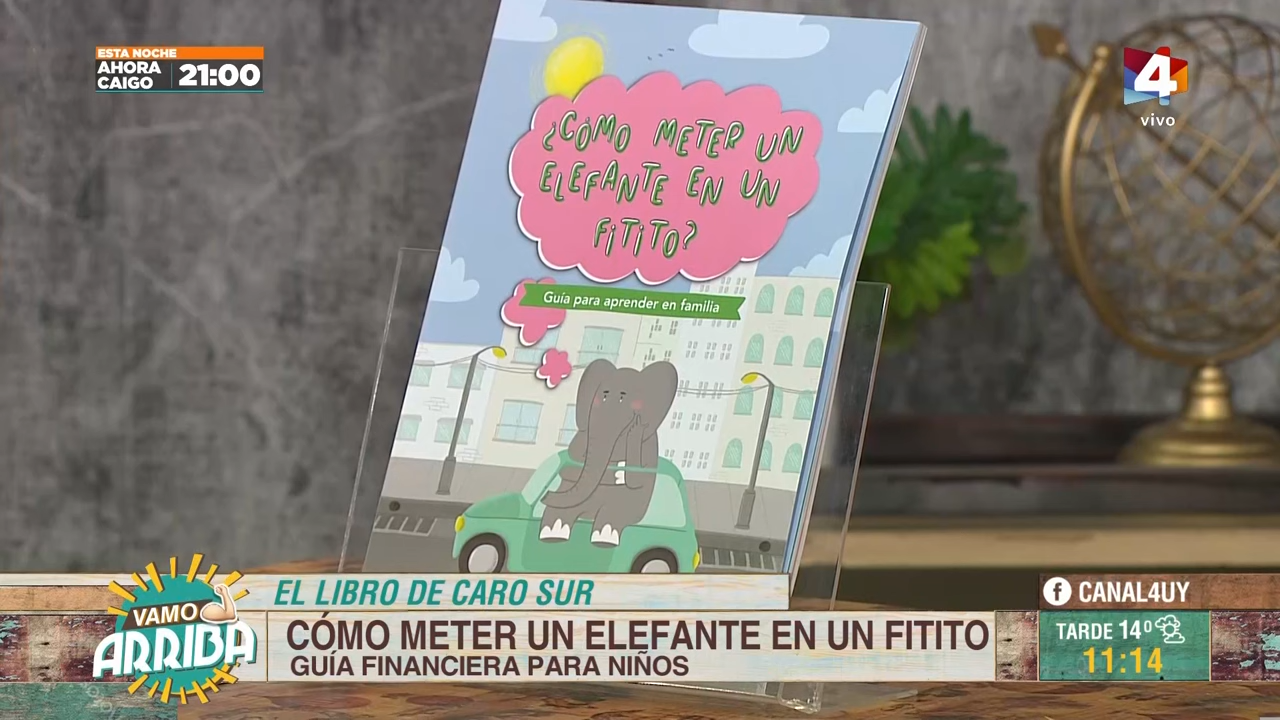 ESTA NOCHE
AHORA
CAIGO
21:00
4
vivo
¿CÓMO METER UN
ELEFANTE EN UN
FITITO?
Guía para aprender en familia
VAMO
ARRIBA
EL LIBRO DE CARO SUR
CÓMO METER UN ELEFANTE EN UN FITITO
GUÍA FINANCIERA PARA NIÑOS
f CANAL4UY
TARDE 14º
11:14